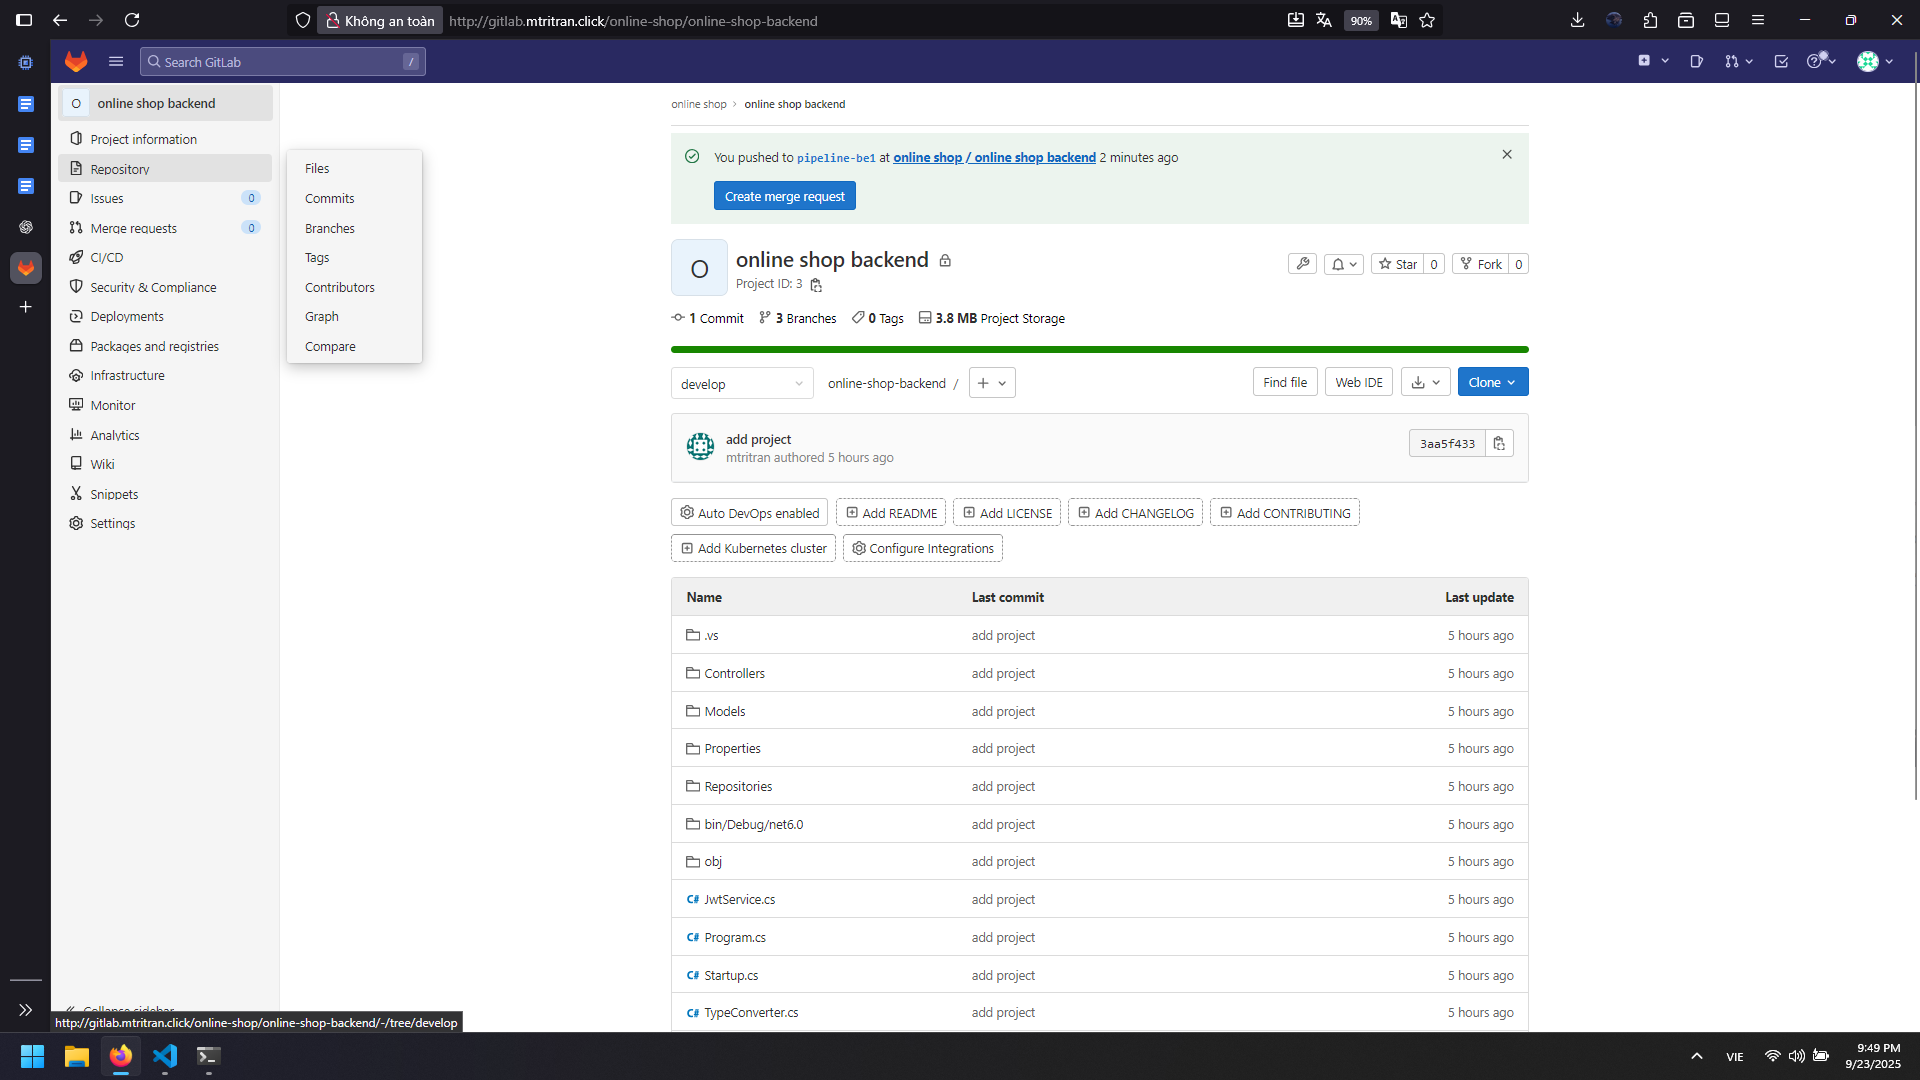 Không an toàn
http://gitlab.mtritran.click/online-shop/online-shop-backend
90%
Search GitLab
/
O online shop backend
Project information
Repository
Issues 0
Merge requests 0
CI/CD
Security & Compliance
Deployments
Packages and registries
Infrastructure
Monitor
Analytics
Wiki
Snippets
Settings
Collapse sidebar
Files
Commits
Branches
Tags
Contributors
Graph
Compare
online shop › online shop backend
You pushed to pipeline-be1 at online shop / online shop backend 2 minutes ago
Create merge request
O
online shop backend
Project ID: 3
Star 0
Fork 0
1 Commit 3 Branches 0 Tags 3.8 MB Project Storage
develop
online-shop-backend /
Find file
Web IDE
Clone
add project
mtritran authored 5 hours ago
3aa5f433
Auto DevOps enabled
Add README
Add LICENSE
Add CHANGELOG
Add CONTRIBUTING
Add Kubernetes cluster
Configure Integrations
Name Last commit Last update
.vs add project 5 hours ago
Controllers add project 5 hours ago
Models add project 5 hours ago
Properties add project 5 hours ago
Repositories add project 5 hours ago
bin/Debug/net6.0 add project 5 hours ago
obj add project 5 hours ago
C# JwtService.cs add project 5 hours ago
C# Program.cs add project 5 hours ago
C# Startup.cs add project 5 hours ago
C# TypeConverter.cs add project 5 hours ago
http://gitlab.mtritran.click/online-shop/online-shop-backend/-/tree/develop
VIE
9:49 PM
9/23/2025